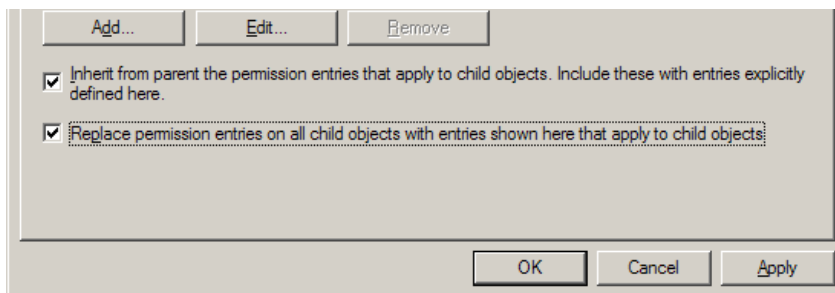 Add... Edit... Remove
Inherit from parent the permission entries that apply to child objects. Include these with entries explicitly
defined here.
Replace permission entries on all child objects with entries shown here that apply to child objects
OK Cancel Apply